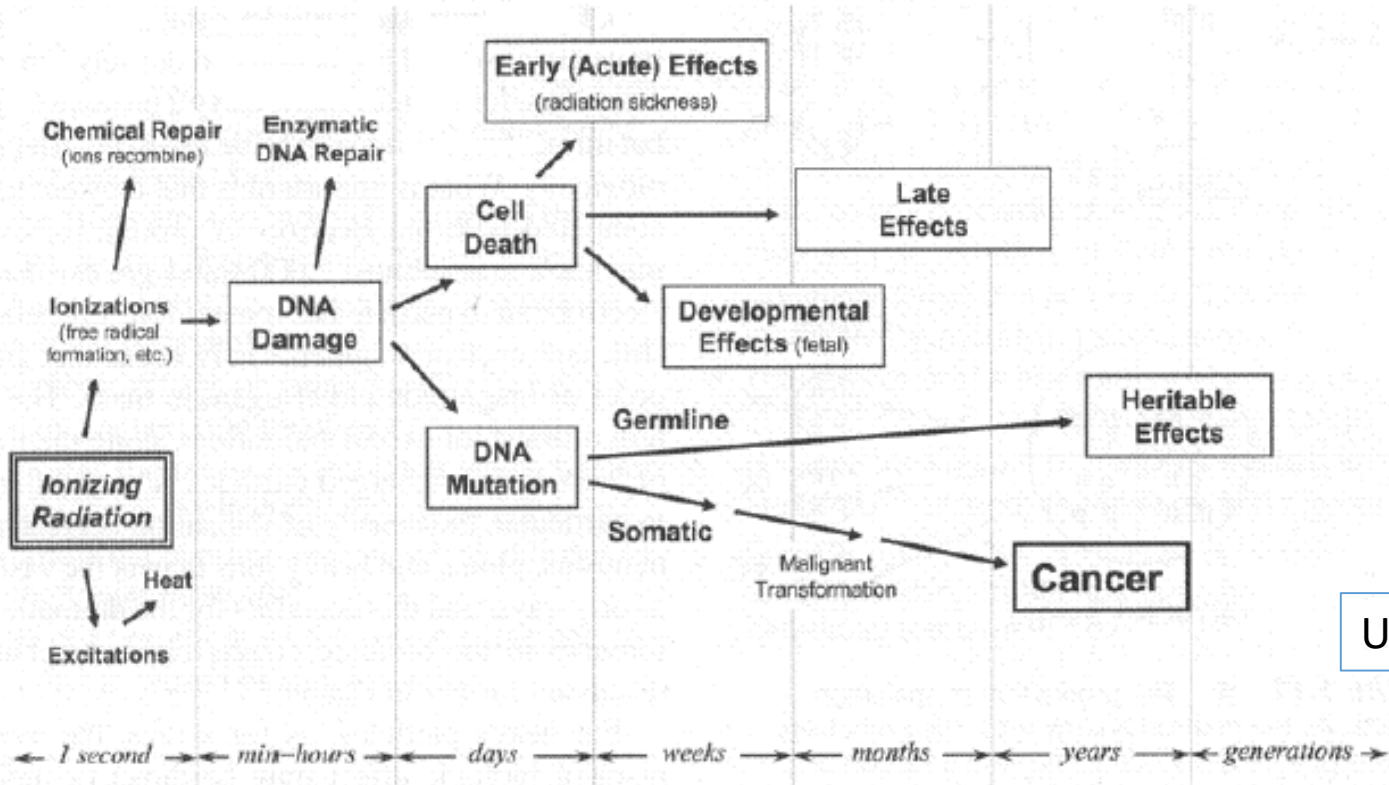 Early (Acute) Effects
(radiation sickness)
Chemical Repair
(ions recombine)
Enzymatic
DNA Repair
Cell
Death
Late
Effects
Ionizations
(free radical
formation, etc.)
DNA
Damage
Developmental
Effects (fetal)
Germline
Heritable
Effects
DNA
Mutation
Ionizing
Radiation
Somatic
Malignant
Transformation
Cancer
Heat
Excitations
U
1 second
min-hours
days
weeks
months
years
generations